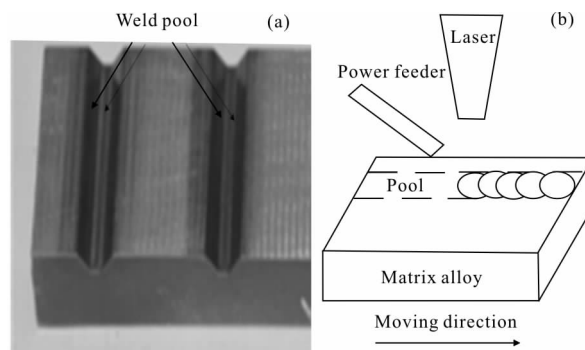 Weld pool
(a)
(b)
Laser
Power feeder
Pool
Matrix alloy
Moving direction